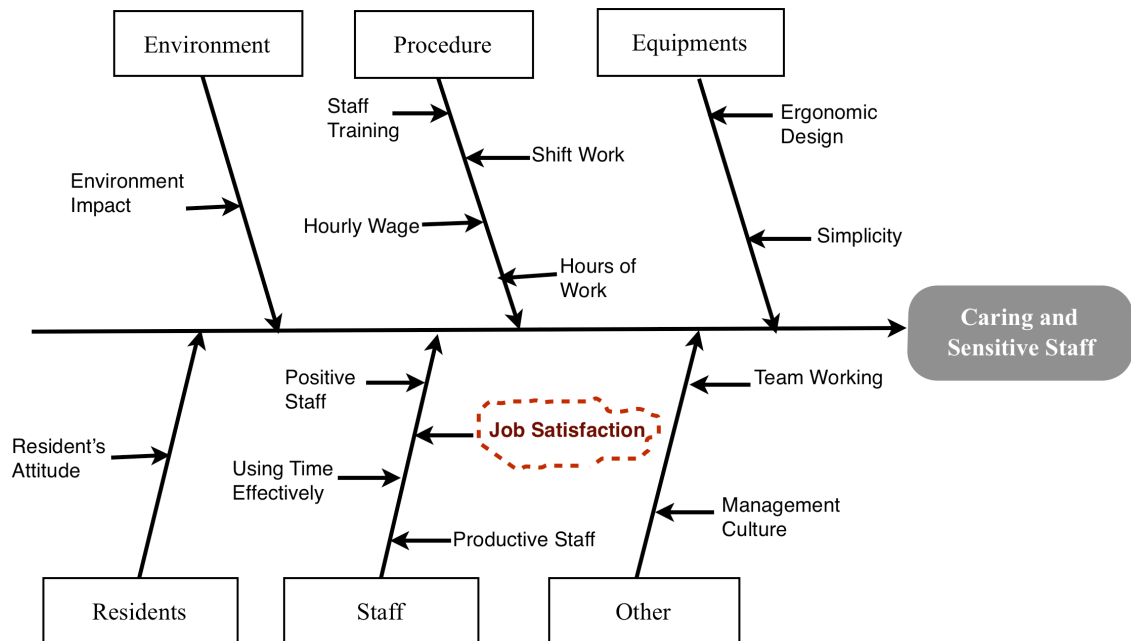 Environment
Procedure
Equipments
Staff
Training
Ergonomic
Design
Shift Work
Environment
Impact
Hourly Wage
Simplicity
Hours of
Work
Caring and
Sensitive Staff
Positive
Staff
Team Working
Job Satisfaction
Resident's
Attitude
Using Time
Effectively
Management
Culture
Productive Staff
Residents
Staff
Other